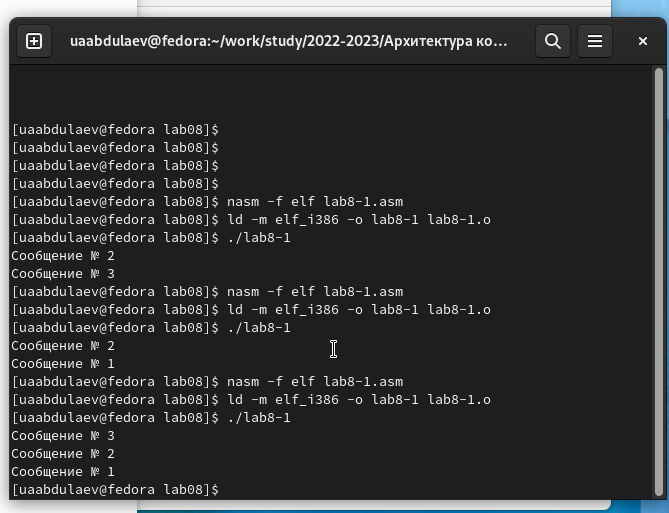 uaabdulaev@fedora:~/work/study/2022-2023/Архитектура ко...
[uaabdulaev@fedora lab08]$
[uaabdulaev@fedora lab08]$
[uaabdulaev@fedora lab08]$
[uaabdulaev@fedora lab08]$
[uaabdulaev@fedora lab08]$ nasm -f elf lab8-1.asm
[uaabdulaev@fedora lab08]$ ld -m elf_i386 -o lab8-1 lab8-1.o
[uaabdulaev@fedora lab08]$ ./lab8-1
Сообщение № 2
Сообщение № 3
[uaabdulaev@fedora lab08]$ nasm -f elf lab8-1.asm
[uaabdulaev@fedora lab08]$ ld -m elf_i386 -o lab8-1 lab8-1.o
[uaabdulaev@fedora lab08]$ ./lab8-1
Сообщение № 2
Сообщение № 1
[uaabdulaev@fedora lab08]$ nasm -f elf lab8-1.asm
[uaabdulaev@fedora lab08]$ ld -m elf_i386 -o lab8-1 lab8-1.o
[uaabdulaev@fedora lab08]$ ./lab8-1
Сообщение № 3
Сообщение № 2
Сообщение № 1
[uaabdulaev@fedora lab08]$